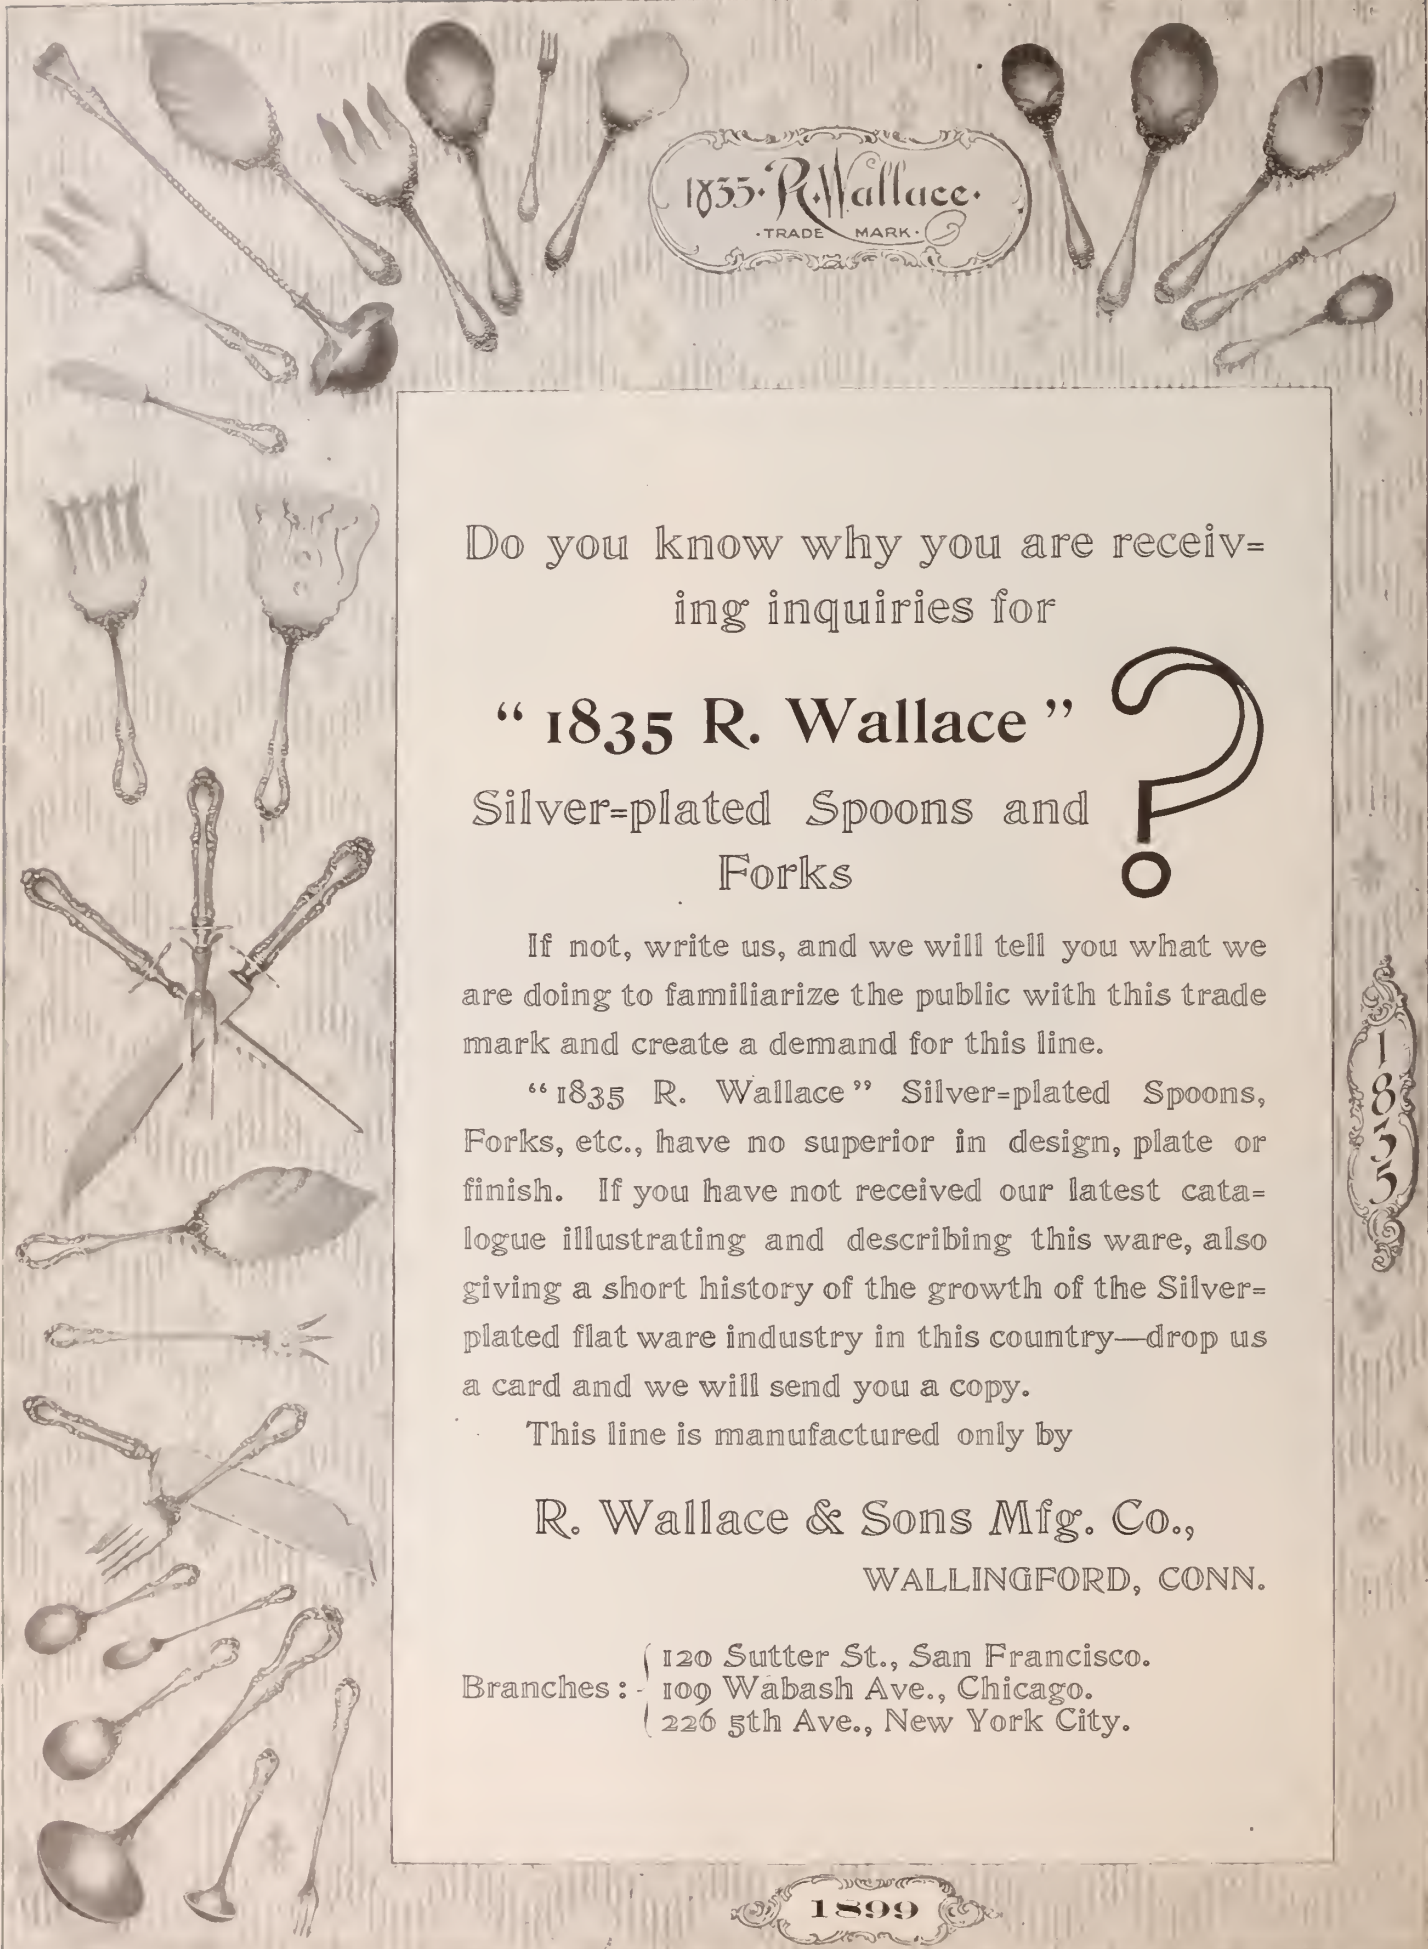 1835·R.Wallace·
·TRADE MARK·
Do you know why you are receiv=
ing inquiries for
"1835 R. Wallace" ?
Silver=plated Spoons and
Forks
If not, write us, and we will tell you what we
are doing to familiarize the public with this trade
mark and create a demand for this line.
"1835 R. Wallace" Silver=plated Spoons,
Forks, etc., have no superior in design, plate or
finish. If you have not received our latest cata=
logue illustrating and describing this ware, also
giving a short history of the growth of the Silver=
plated flat ware industry in this country—drop us
a card and we will send you a copy.
This line is manufactured only by
R. Wallace & Sons Mfg. Co.,
WALLINGFORD, CONN.
Branches: { 120 Sutter St., San Francisco.
109 Wabash Ave., Chicago.
226 5th Ave., New York City.
1835
1899